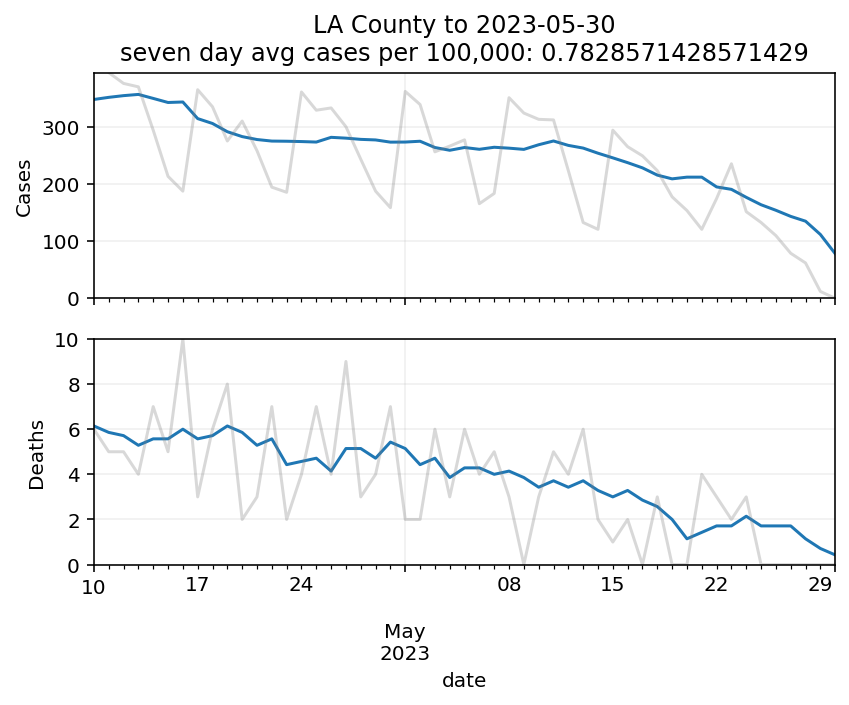 LA County to 2023-05-30
seven day avg cases per 100,000: 0.7828571428571429
300
200
100
0
Cases
10
8
6
4
2
0
Deaths
10 17 24 08 15 22 29
May
2023
date